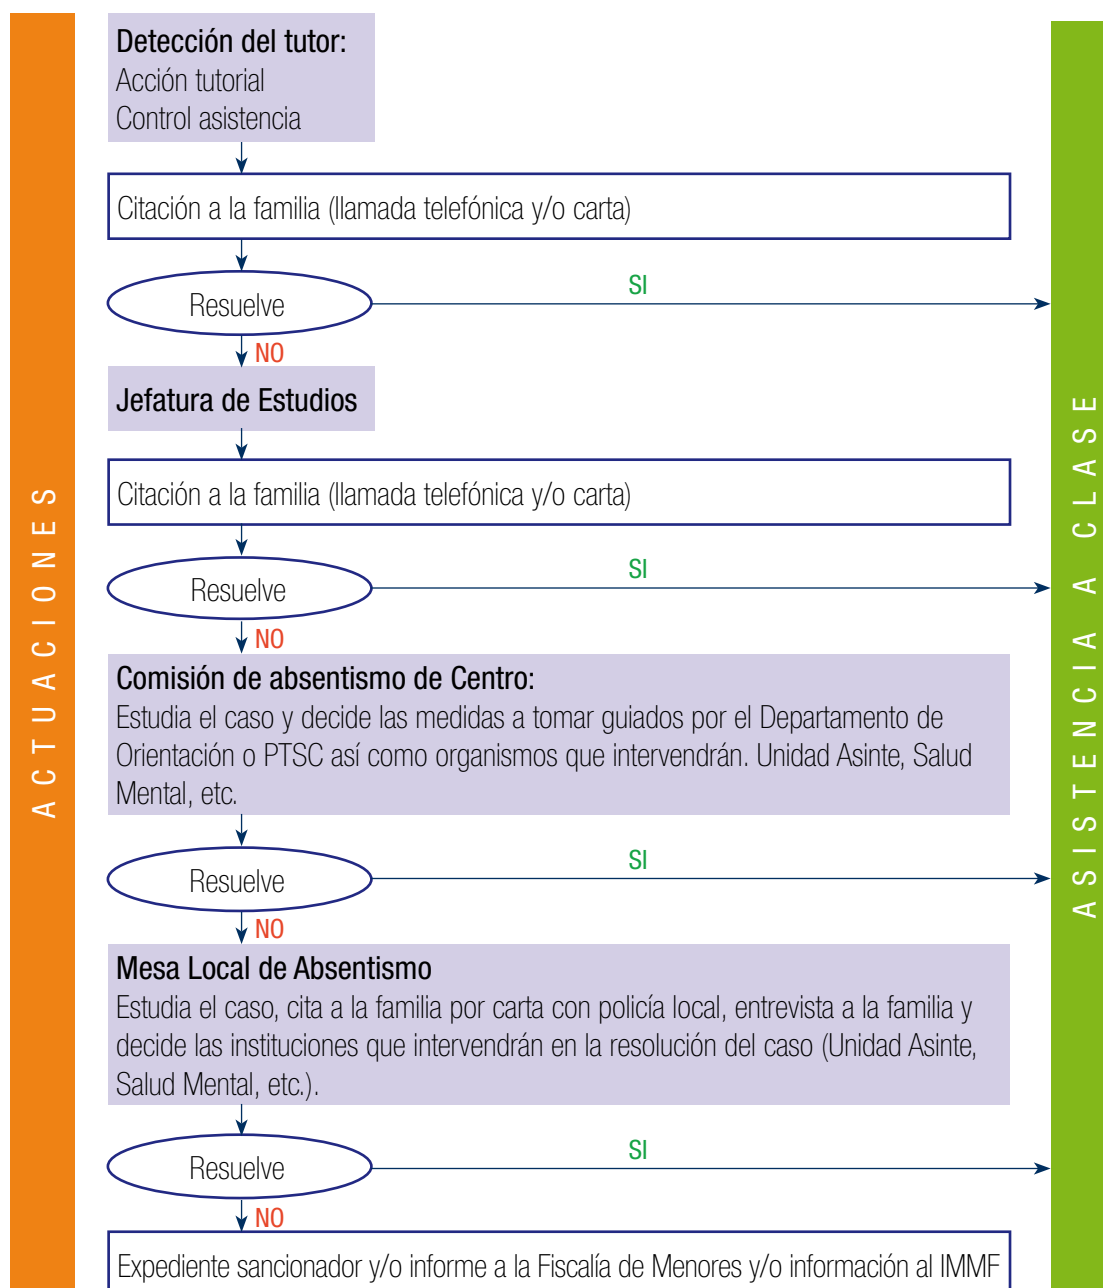 ACTUACIONES
Detección del tutor:
Acción tutorial
Control asistencia
Citación a la familia (llamada telefónica y/o carta)
Resuelve
SI
NO
Jefatura de Estudios
Citación a la familia (llamada telefónica y/o carta)
Resuelve
SI
NO
Comisión de absentismo de Centro:
Estudia el caso y decide las medidas a tomar guiados por el Departamento de
Orientación o PTSC así como organismos que intervendrán. Unidad Asinte, Salud
Mental, etc.
Resuelve
SI
NO
Mesa Local de Absentismo
Estudia el caso, cita a la familia por carta con policía local, entrevista a la familia y
decide las instituciones que intervendrán en la resolución del caso (Unidad Asinte,
Salud Mental, etc.).
Resuelve
SI
NO
Expediente sancionador y/o informe a la Fiscalía de Menores y/o información al IMMF
ASISTENCIA A CLASE